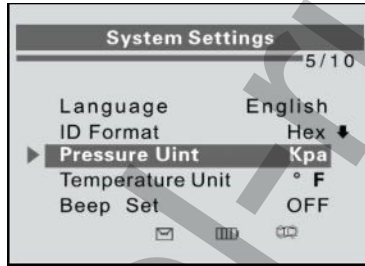 System Settings
5/10
Language English
ID Format Hex
Pressure Uint Kpa
Temperature Unit ° F
Beep Set OFF